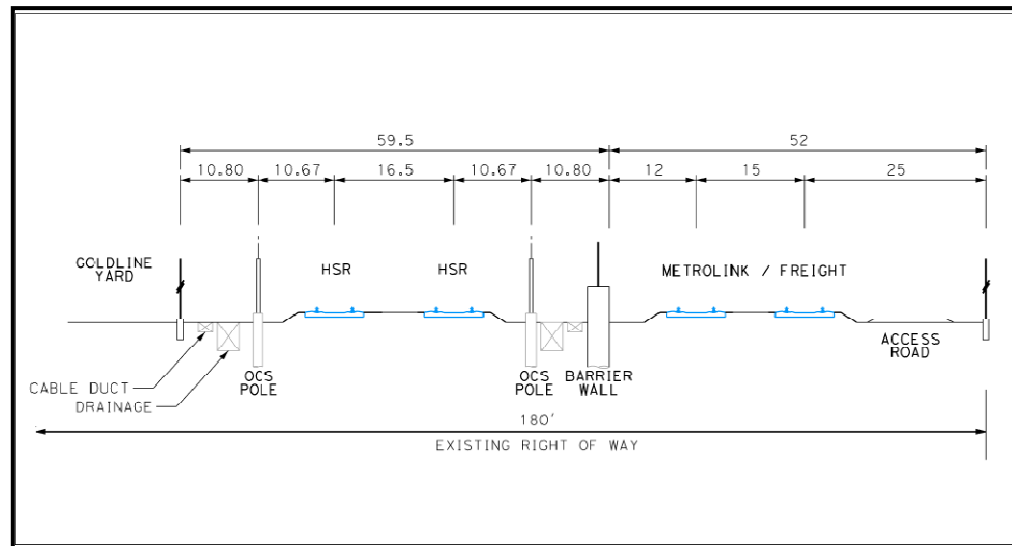 59.5
52
10.80
10.67
16.5
10.67
10.80
12
15
25
GOLDLINE
YARD
HSR
HSR
METROLINK / FREIGHT
ACCESS
ROAD
CABLE DUCT
DRAINAGE
OCS
POLE
OCS
POLE
BARRIER
WALL
180'
EXISTING RIGHT OF WAY